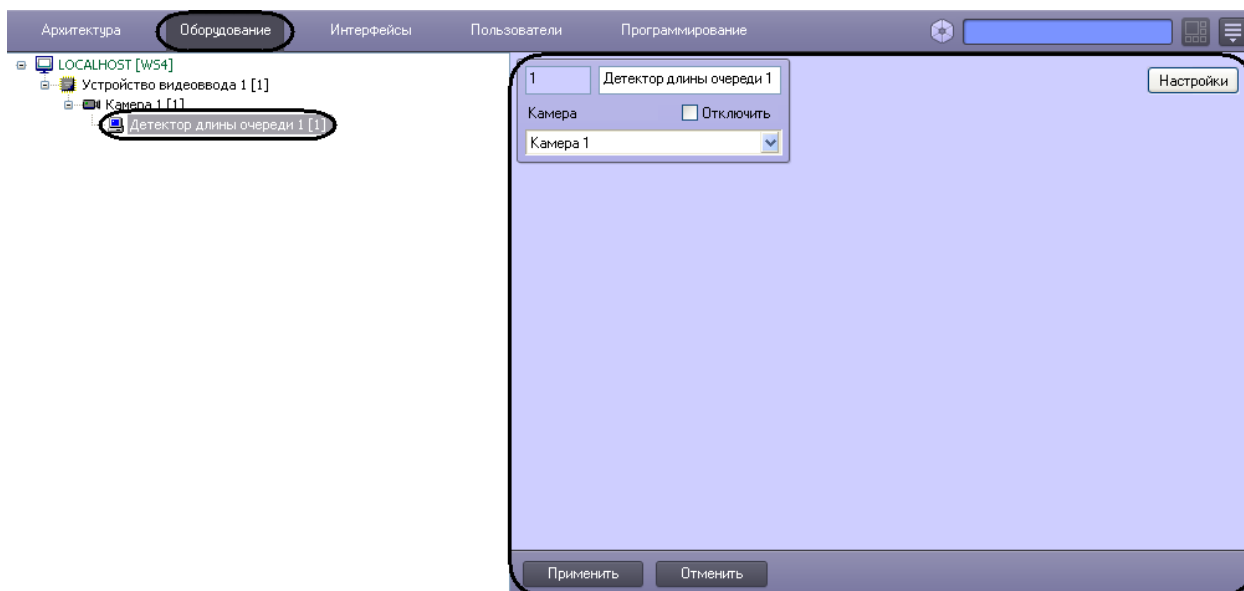 Архитектура Оборудование Интерфейсы Пользователи Программирование
LOCALHOST [WS4]
Устройство видеоввода 1 [1]
Камера 1 [1]
Детектор длины очереди 1 [1]
1 Детектор длины очереди 1
Настройки
Камера Отключить
Камера 1
Применить Отменить